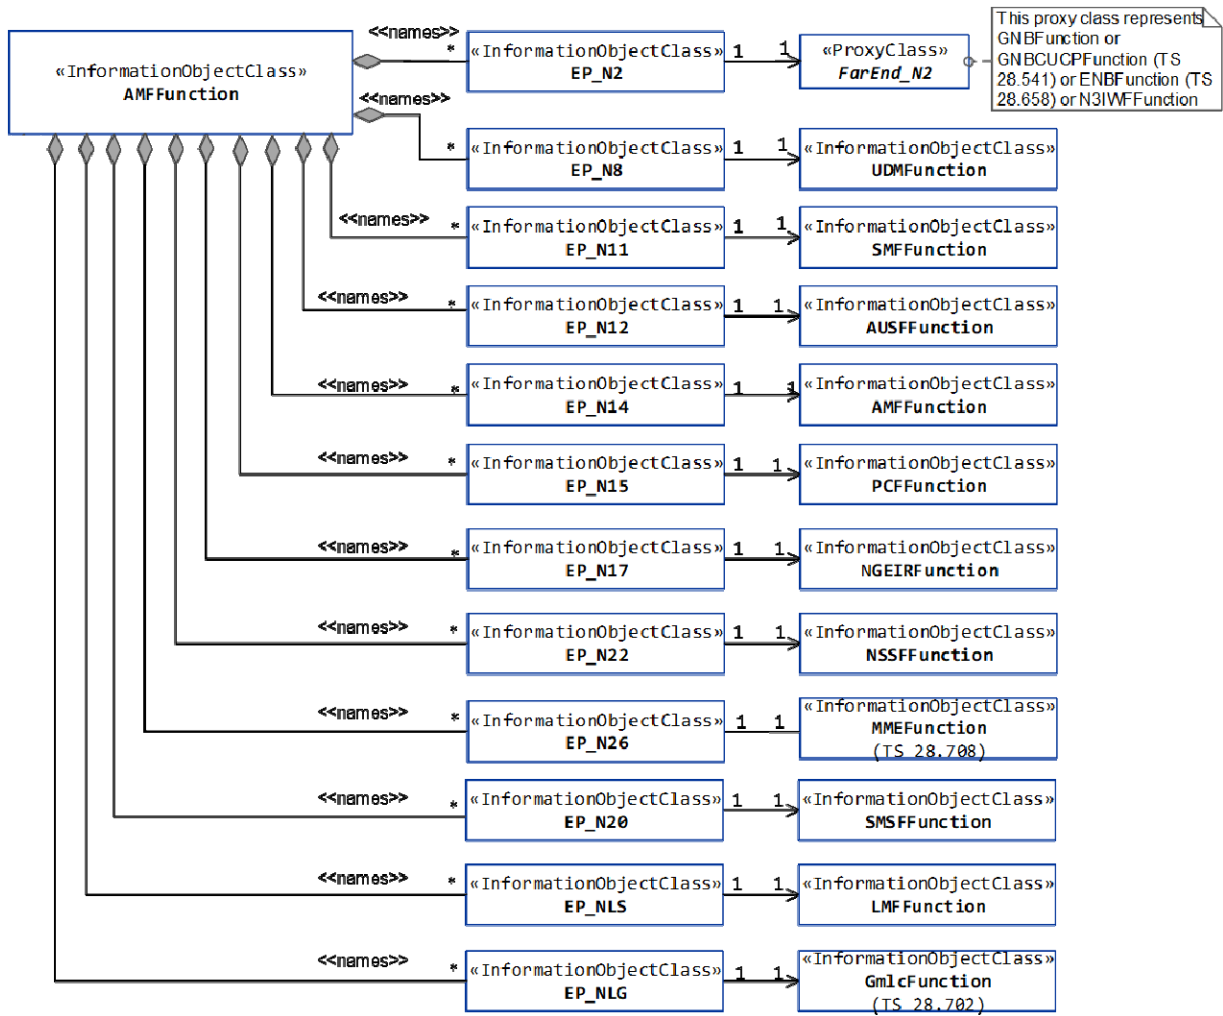 «InformationObjectClass»
AMFFunction
<<names>>
*
«InformationObjectClass»
EP_N2
1
1
«ProxyClass»
FarEnd_N2
This proxy class represents
GNBFunction or
GNBCUCPFunction (TS
28.541) or ENBFunction (TS
28.658) or N3IWFFunction
<<names>>
*
«InformationObjectClass»
EP_N8
1
1
«InformationObjectClass»
UDMFunction
<<names>>
*
«InformationObjectClass»
EP_N11
1
1
«InformationObjectClass»
SMFFunction
<<names>>
*
«InformationObjectClass»
EP_N12
1
1
«InformationObjectClass»
AUSFFunction
<<names>>
*
«InformationObjectClass»
EP_N14
1
1
«InformationObjectClass»
AMFFunction
<<names>>
*
«InformationObjectClass»
EP_N15
1
1
«InformationObjectClass»
PCFFunction
<<names>>
*
«InformationObjectClass»
EP_N17
1
1
«InformationObjectClass»
NGEIRFunction
<<names>>
*
«InformationObjectClass»
EP_N22
1
1
«InformationObjectClass»
NSSFFunction
<<names>>
*
«InformationObjectClass»
EP_N26
1
1
«InformationObjectClass»
MMEFunction
(TS 28.708)
<<names>>
*
«InformationObjectClass»
EP_N20
1
1
«InformationObjectClass»
SMSFFunction
<<names>>
*
«InformationObjectClass»
EP_NLS
1
1
«InformationObjectClass»
LMFFunction
<<names>>
*
«InformationObjectClass»
EP_NLG
1
1
«InformationObjectClass»
GmlcFunction
(TS 28.702)